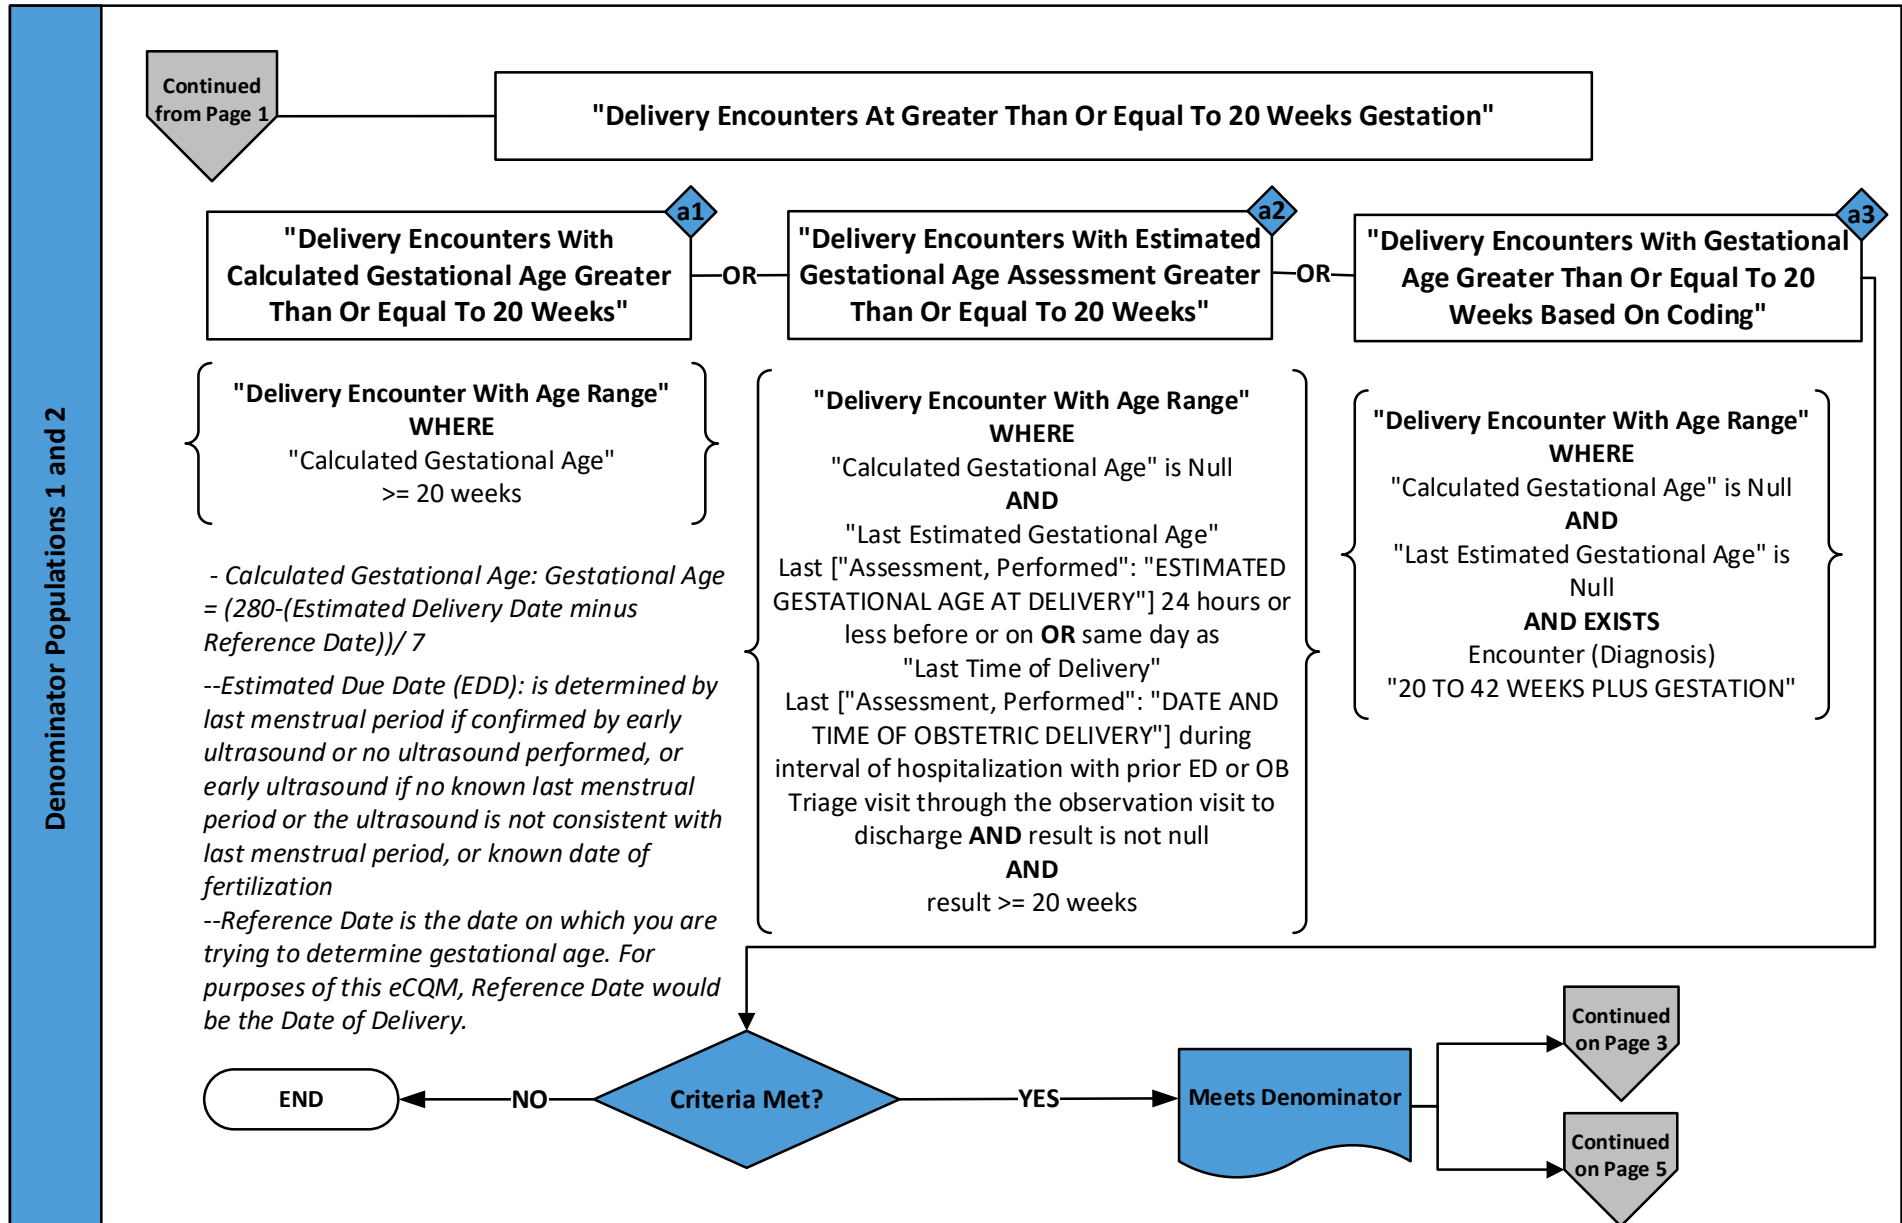 Denominator Populations 1 and 2
Continued
from Page 1
"Delivery Encounters At Greater Than Or Equal To 20 Weeks Gestation"
a1
"Delivery Encounters With
Calculated Gestational Age Greater
Than Or Equal To 20 Weeks"
OR
a2
"Delivery Encounters With Estimated
Gestational Age Assessment Greater
Than Or Equal To 20 Weeks"
OR
a3
"Delivery Encounters With Gestational
Age Greater Than Or Equal To 20
Weeks Based On Coding"
"Delivery Encounter With Age Range"
WHERE
"Calculated Gestational Age"
>= 20 weeks
- Calculated Gestational Age: Gestational Age
= (280-(Estimated Delivery Date minus
Reference Date))/ 7
--Estimated Due Date (EDD): is determined by
last menstrual period if confirmed by early
ultrasound or no ultrasound performed, or
early ultrasound if no known last menstrual
period or the ultrasound is not consistent with
last menstrual period, or known date of
fertilization
--Reference Date is the date on which you are
trying to determine gestational age. For
purposes of this eCQM, Reference Date would
be the Date of Delivery.
"Delivery Encounter With Age Range"
WHERE
"Calculated Gestational Age" is Null
AND
"Last Estimated Gestational Age"
Last ["Assessment, Performed": "ESTIMATED
GESTATIONAL AGE AT DELIVERY"] 24 hours or
less before or on OR same day as
"Last Time of Delivery"
Last ["Assessment, Performed": "DATE AND
TIME OF OBSTETRIC DELIVERY"] during
interval of hospitalization with prior ED or OB
Triage visit through the observation visit to
discharge AND result is not null
AND
result >= 20 weeks
"Delivery Encounter With Age Range"
WHERE
"Calculated Gestational Age" is Null
AND
"Last Estimated Gestational Age" is
Null
AND EXISTS
Encounter (Diagnosis)
"20 TO 42 WEEKS PLUS GESTATION"
END
NO
Criteria Met?
YES
Meets Denominator
Continued
on Page 3
Continued
on Page 5